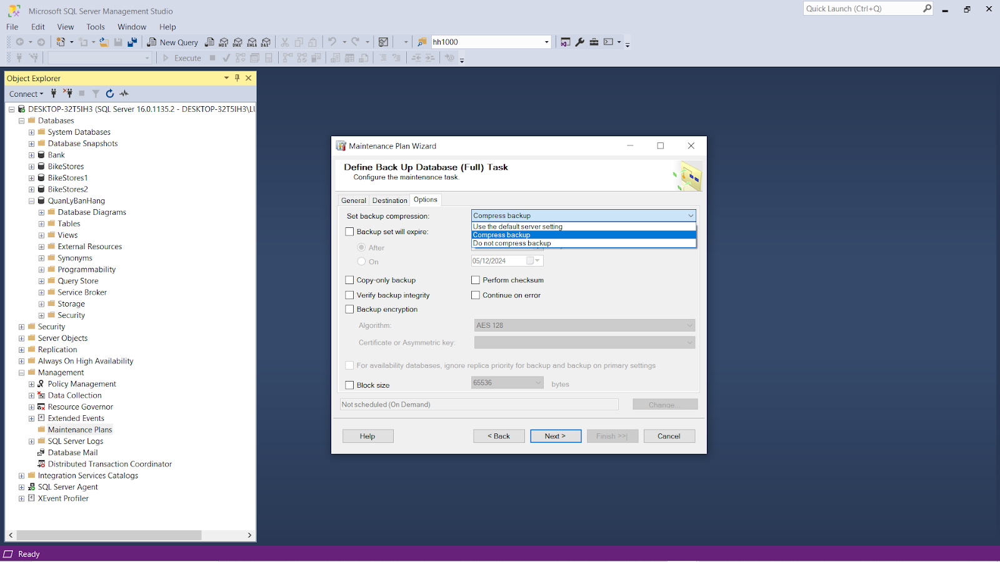 Microsoft SQL Server Management Studio
Quick Launch (Ctrl+Q)
File Edit View Tools Window Help
New Query MDX DMX XMLA DAX hh1000
Execute
Object Explorer
Connect
DESKTOP-32T5IH3 (SQL Server 16.0.1135.2 - DESKTOP-32T5IH3\LU
Databases
System Databases
Database Snapshots
Bank
BikeStores
BikeStores1
BikeStores2
QuanLyBanHang
Database Diagrams
Tables
Views
External Resources
Synonyms
Programmability
Query Store
Service Broker
Storage
Security
Security
Server Objects
Replication
Always On High Availability
Management
Policy Management
Data Collection
Resource Governor
Extended Events
Maintenance Plans
SQL Server Logs
Database Mail
Distributed Transaction Coordinator
Integration Services Catalogs
SQL Server Agent
XEvent Profiler
Maintenance Plan Wizard
Define Back Up Database (Full) Task
Configure the maintenance task.
General Destination Options
Set backup compression: Compress backup
Use the default server setting
Compress backup
Do not compress backup
Backup set will expire:
After
On 05/12/2024
Copy-only backup Perform checksum
Verify backup integrity Continue on error
Backup encryption
Algorithm: AES 128
Certificate or Asymmetric key:
For availability databases, ignore replica priority for backup and backup on primary settings
Block size 65536 bytes
Not scheduled (On Demand) Change...
Help < Back Next > Finish >>| Cancel
Ready